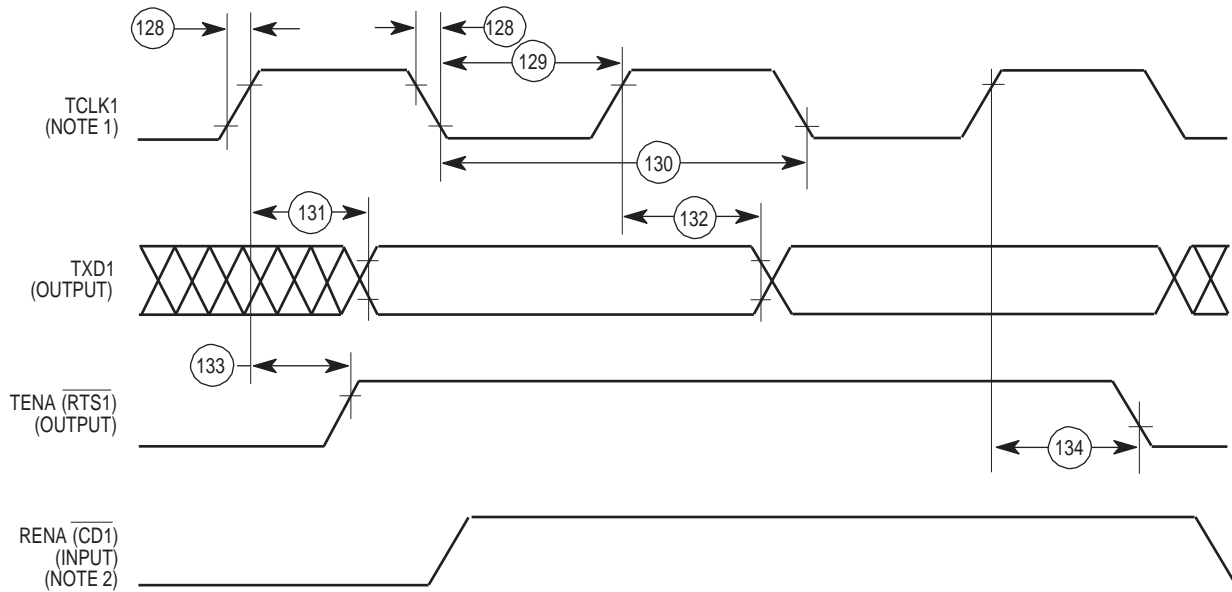 128
128
129
TCLK1
(NOTE 1)
130
131
132
TXD1
(OUTPUT)
133
TENA (RTS1)
(OUTPUT)
134
RENA (CD1)
(INPUT)
(NOTE 2)